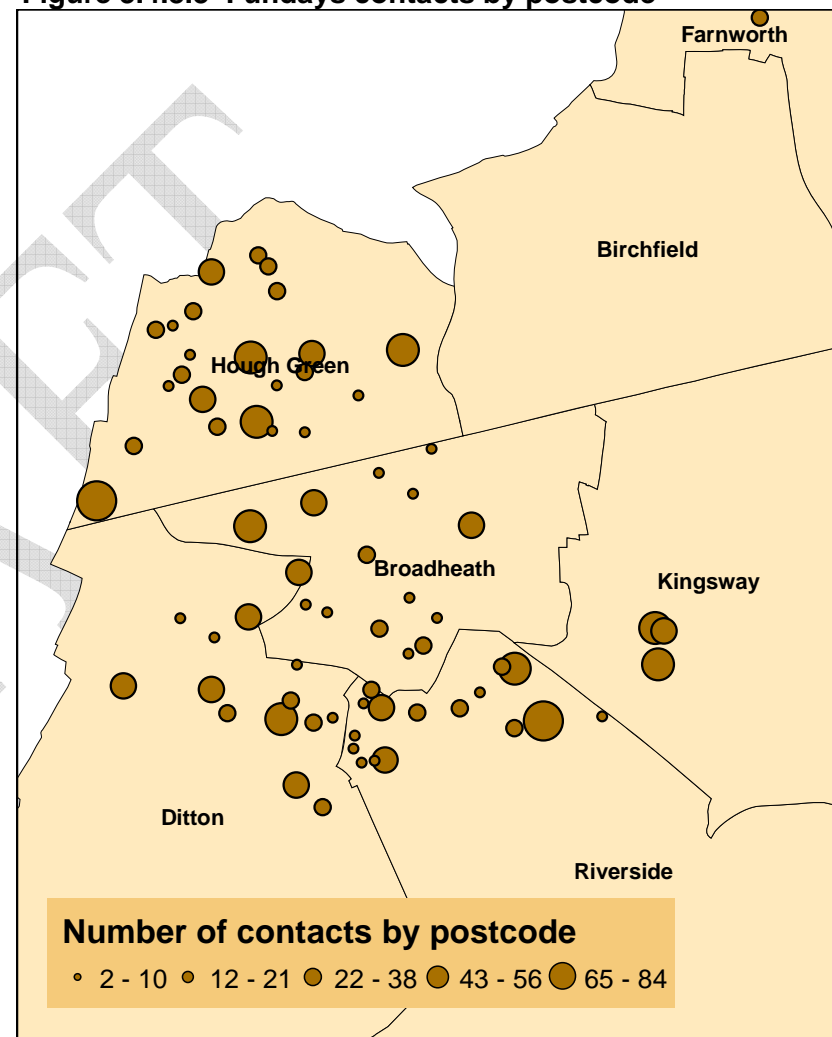 Farnworth
Birchfield
Hough Green
Broadheath
Kingsway
Ditton
Riverside
Number of contacts by postcode
2 - 10 12 - 21 22 - 38 43 - 56 65 - 84